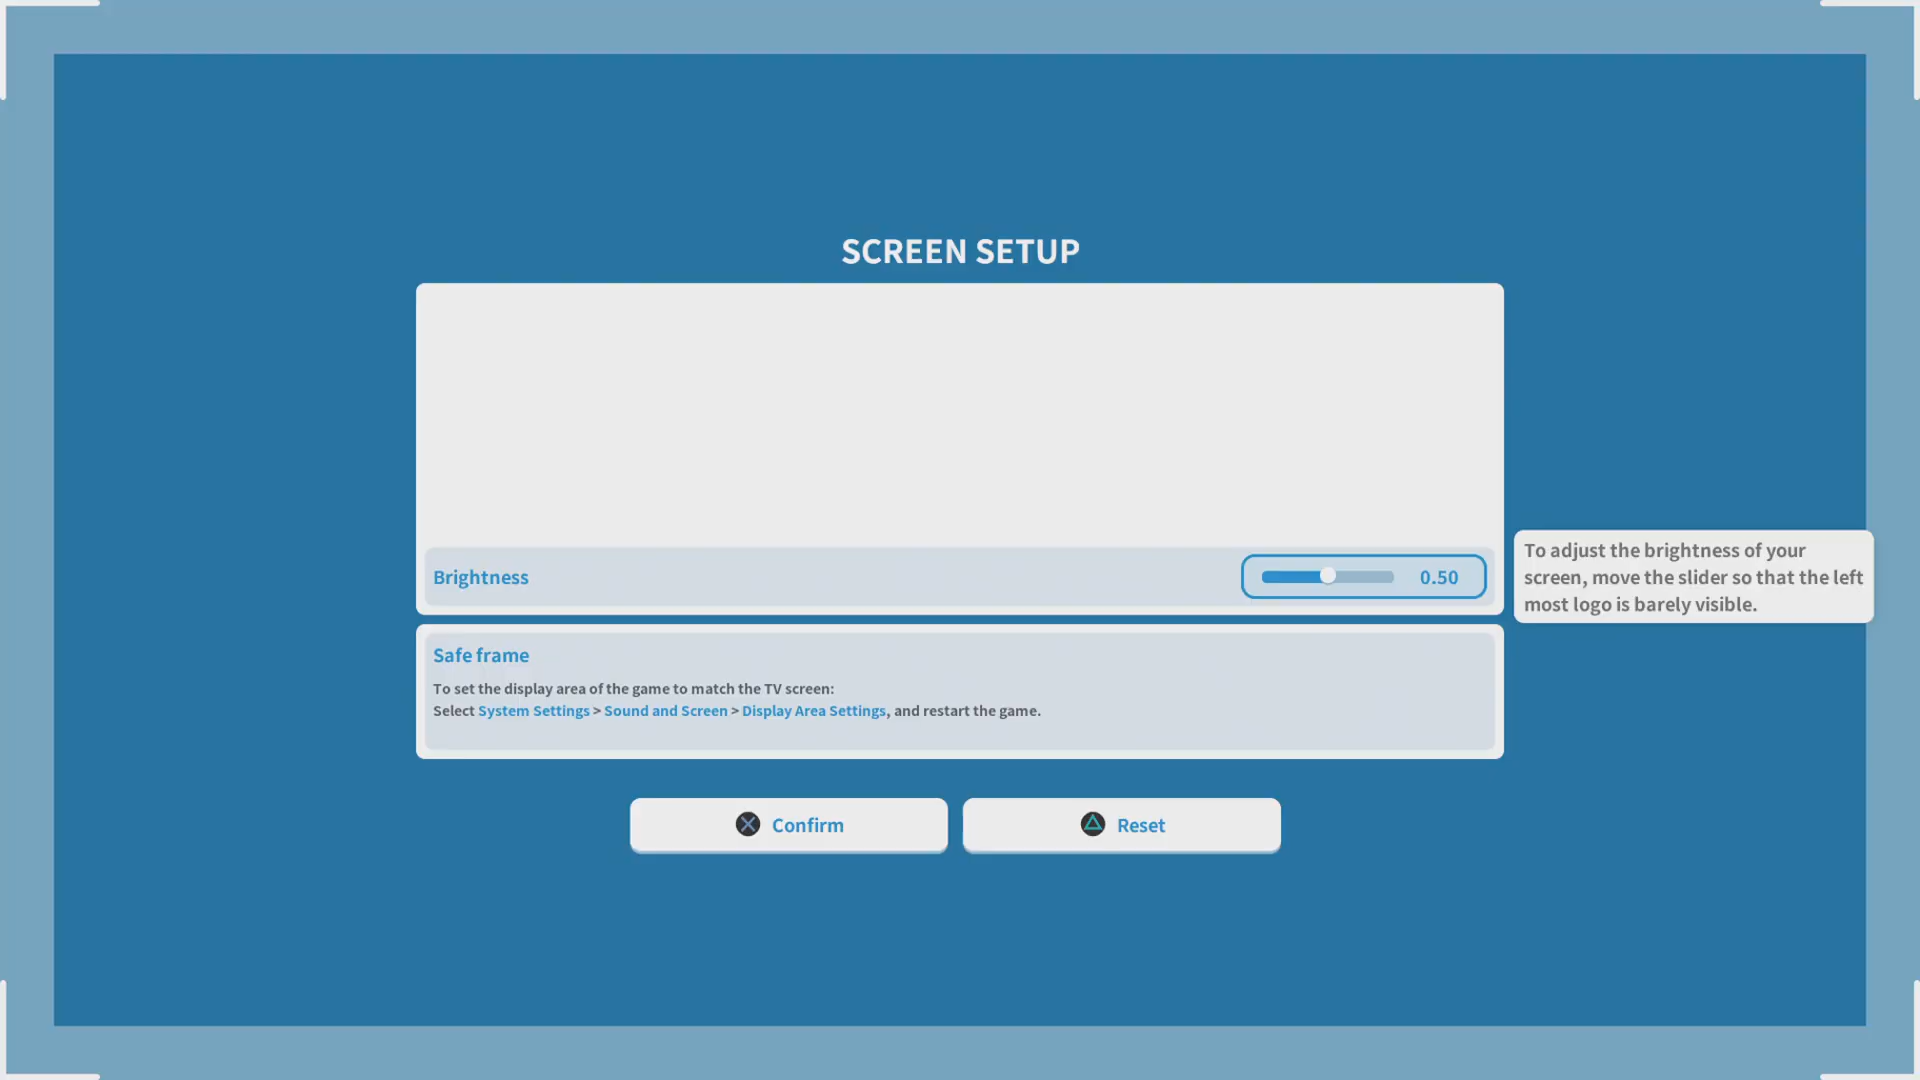 SCREEN SETUP
Brightness
0.50
To adjust the brightness of your
screen, move the slider so that the left
most logo is barely visible.
Safe frame
To set the display area of the game to match the TV screen:
Select System Settings > Sound and Screen > Display Area Settings, and restart the game.
Confirm
Reset